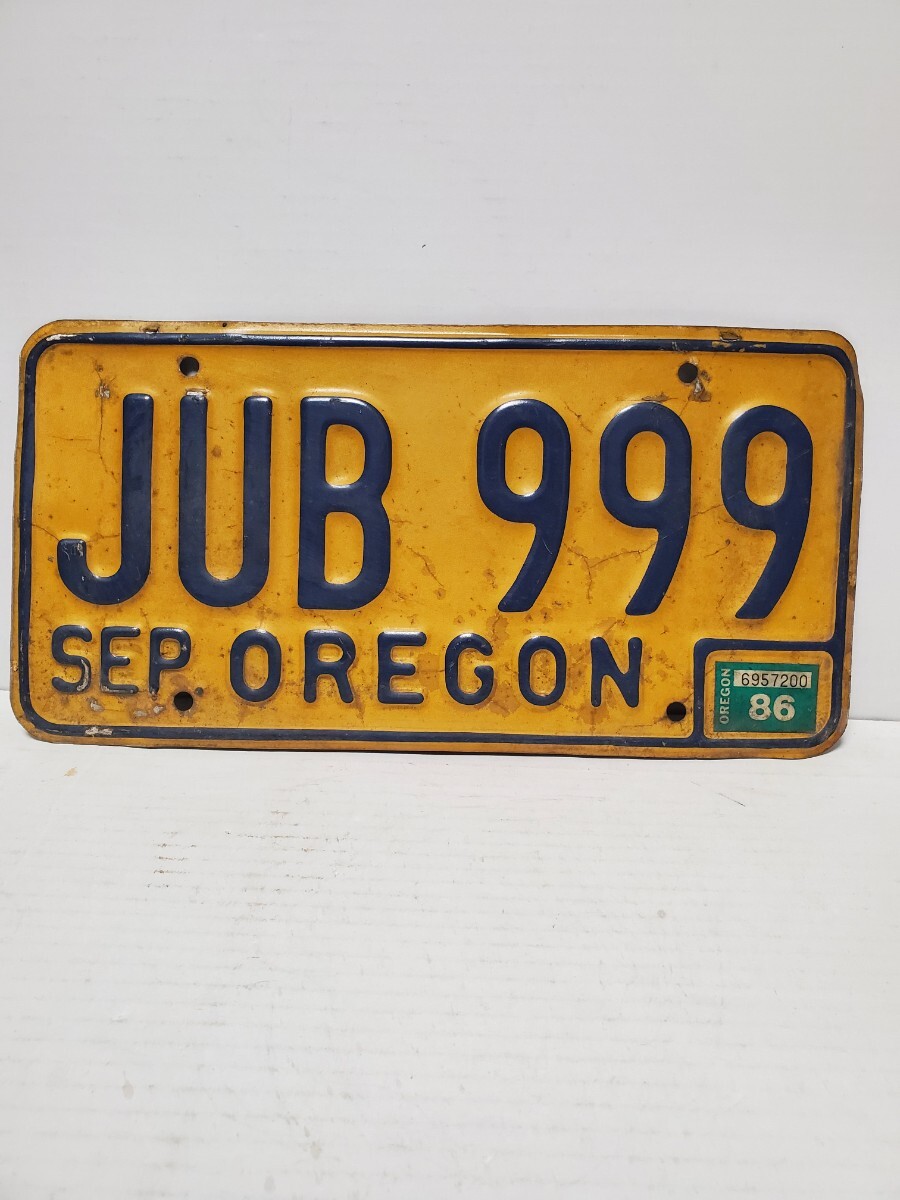 JUB 999
SEP OREGON
OREGON
6957200
86